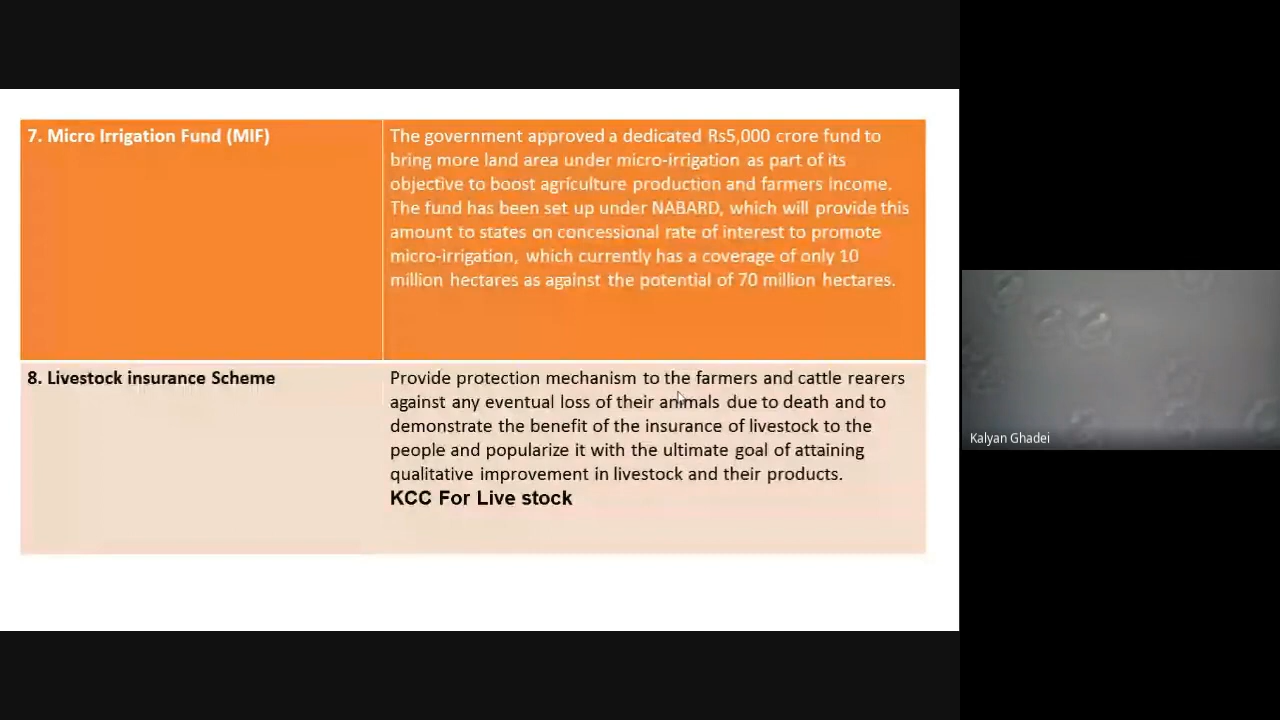 7. Micro Irrigation Fund (MIF)
The government approved a dedicated Rs5,000 crore fund to
bring more land area under micro-irrigation as part of its
objective to boost agriculture production and farmers income.
The fund has been set up under NABARD, which will provide this
amount to states on concessional rate of interest to promote
micro-irrigation, which currently has a coverage of only 10
million hectares as against the potential of 70 million hectares.
8. Livestock insurance Scheme
Provide protection mechanism to the farmers and cattle rearers
against any eventual loss of their animals due to death and to
demonstrate the benefit of the insurance of livestock to the
people and popularize it with the ultimate goal of attaining
qualitative improvement in livestock and their products.
KCC For Live stock
Kalyan Ghadei